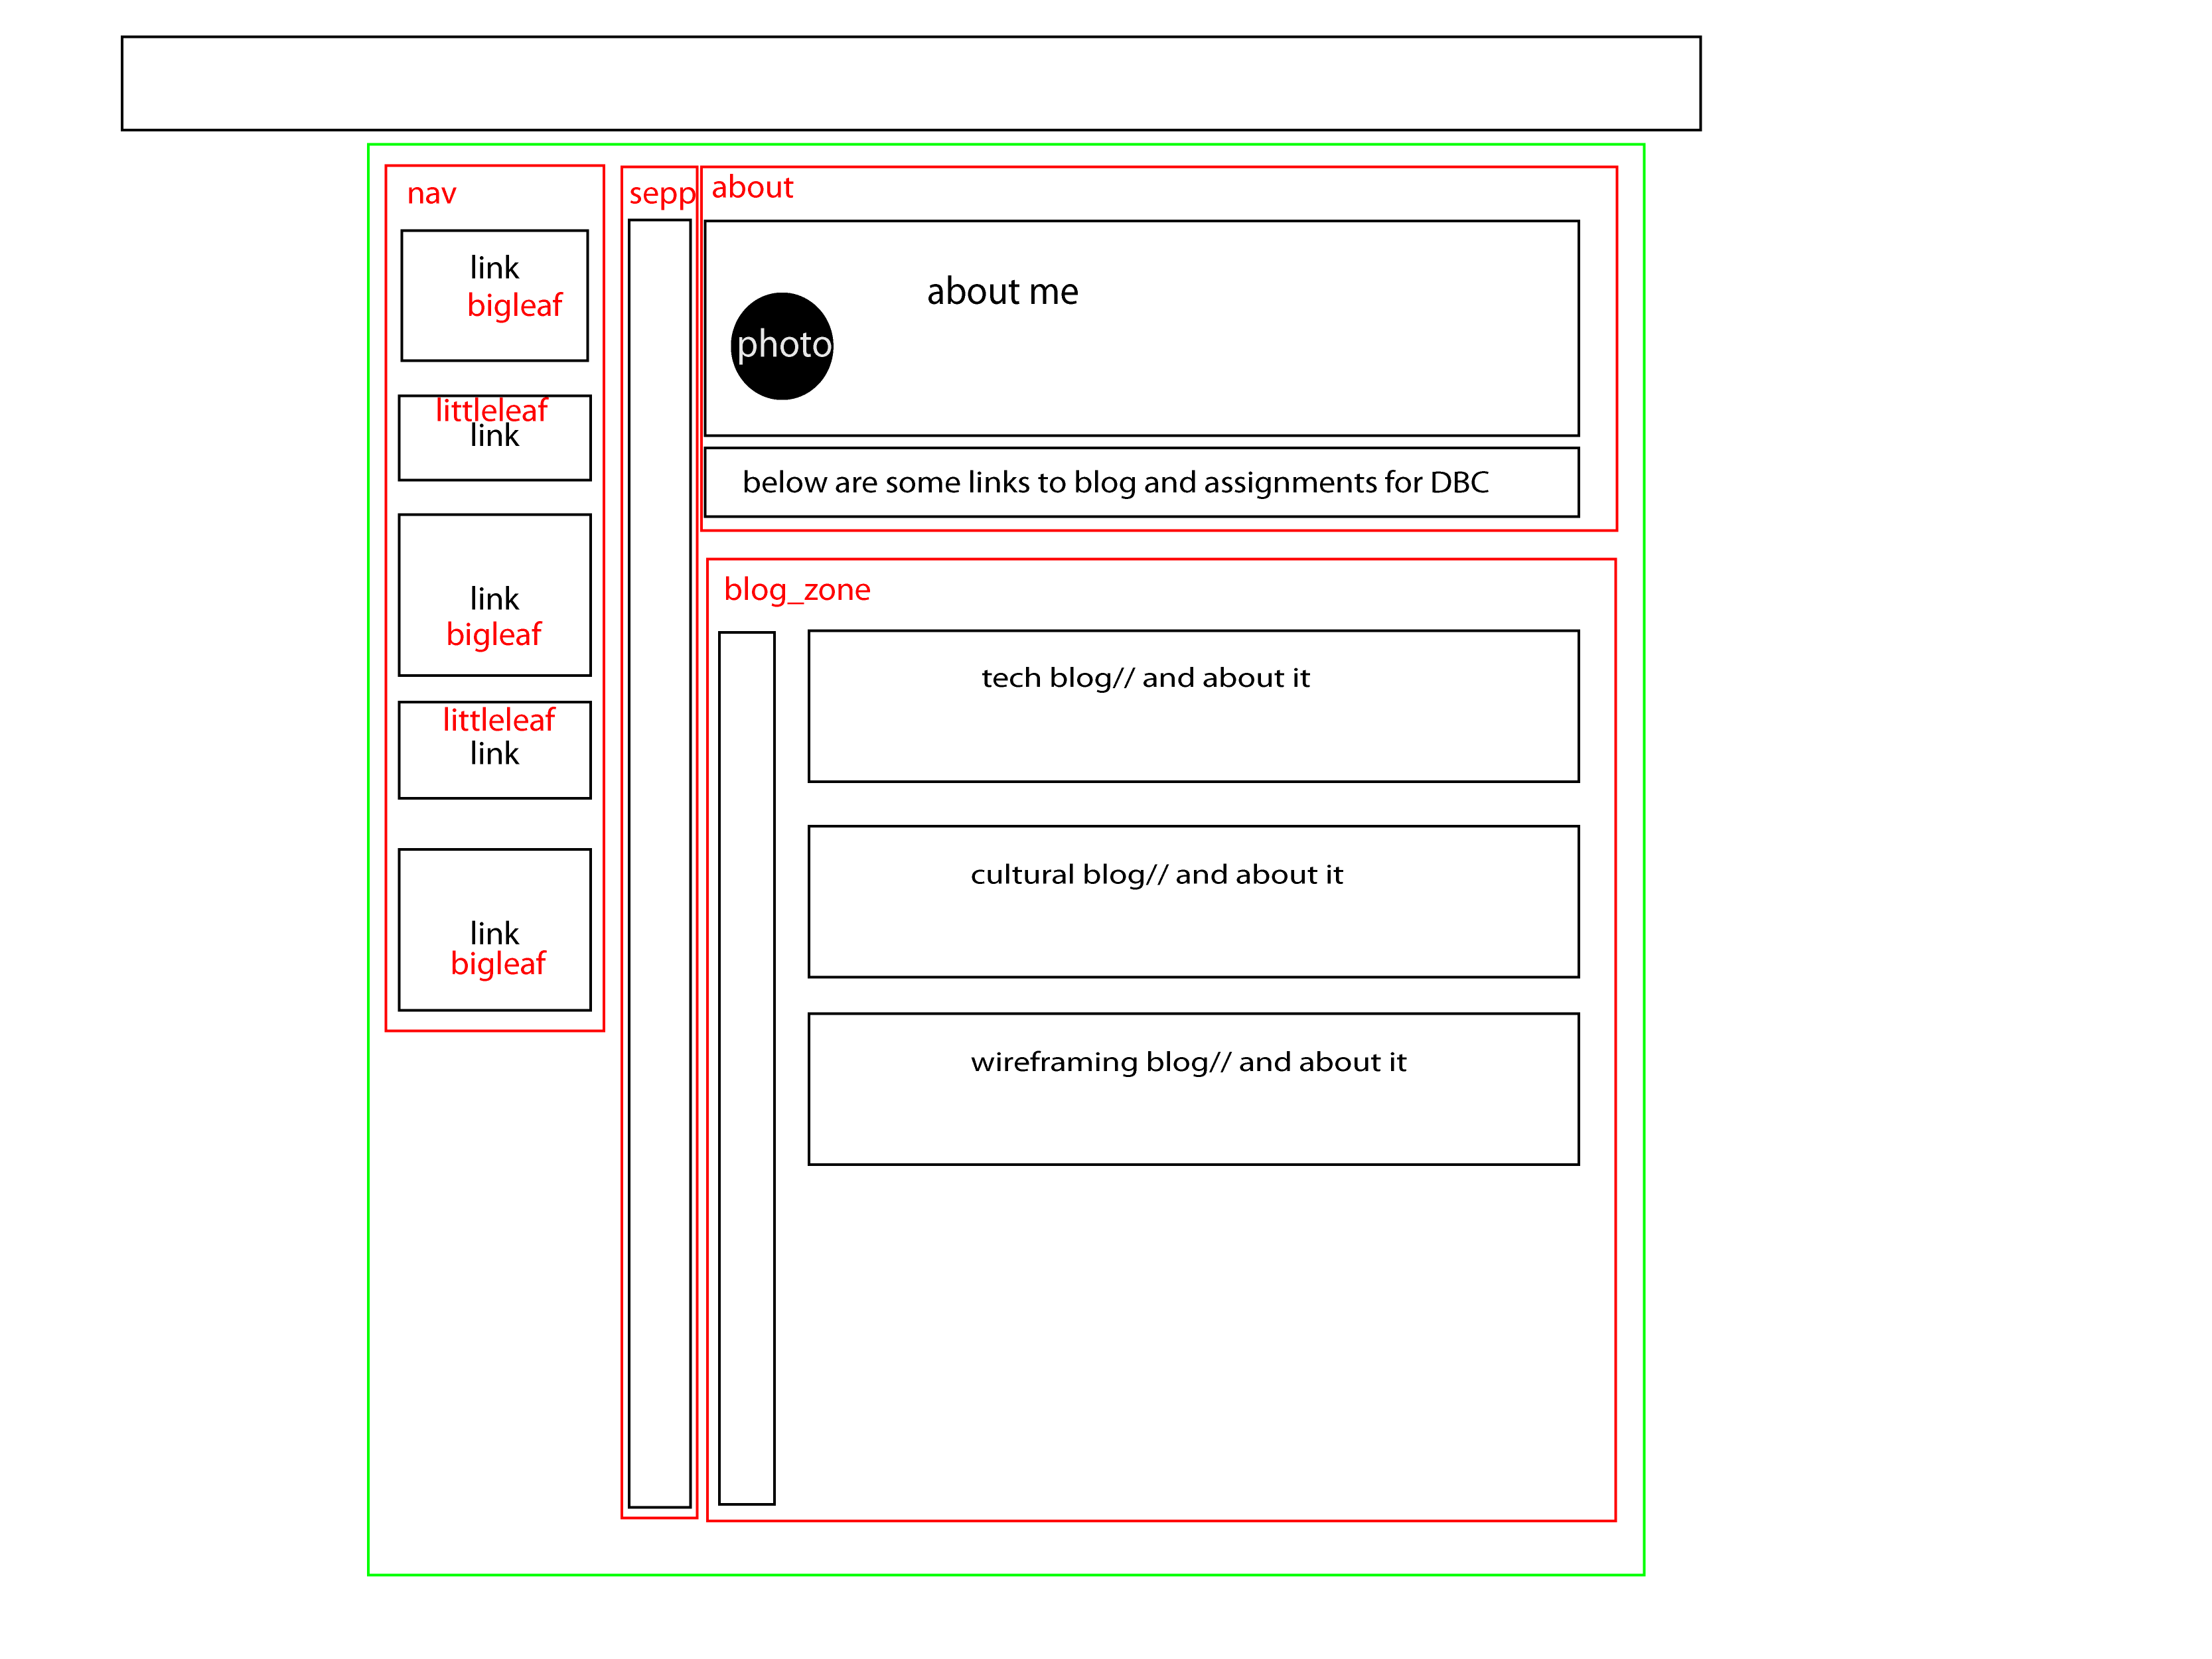 nav
link
bigleaf
littleleaf
link
link
bigleaf
littleleaf
link
link
bigleaf
sepp
about
about me
photo
below are some links to blog and assignments for DBC
blog_zone
tech blog// and about it
cultural blog// and about it
wireframing blog// and about it